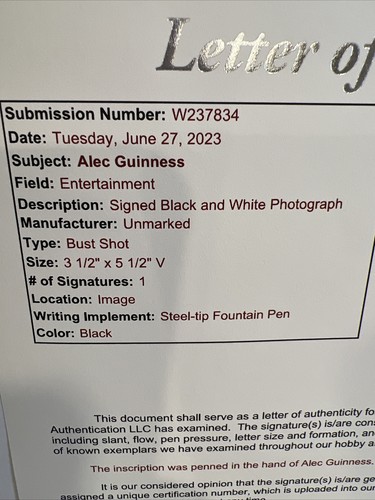 Letter of
Submission Number: W237834
Date: Tuesday, June 27, 2023
Subject: Alec Guinness
Field: Entertainment
Description: Signed Black and White Photograph
Manufacturer: Unmarked
Type: Bust Shot
Size: 3 1/2" x 5 1/2" V
# of Signatures: 1
Location: Image
Writing Implement: Steel-tip Fountain Pen
Color: Black
This document shall serve as a letter of authenticity fo
Authentication LLC has examined. The signature(s) is/are cons
including slant, flow, pen pressure, letter size and formation, an
of known exemplars we have examined throughout our hobby a
The inscription was penned in the hand of Alec Guinness.
It is our considered opinion that the signature(s) is/are ge
assigned a unique certification number, which is uploaded into our
time.